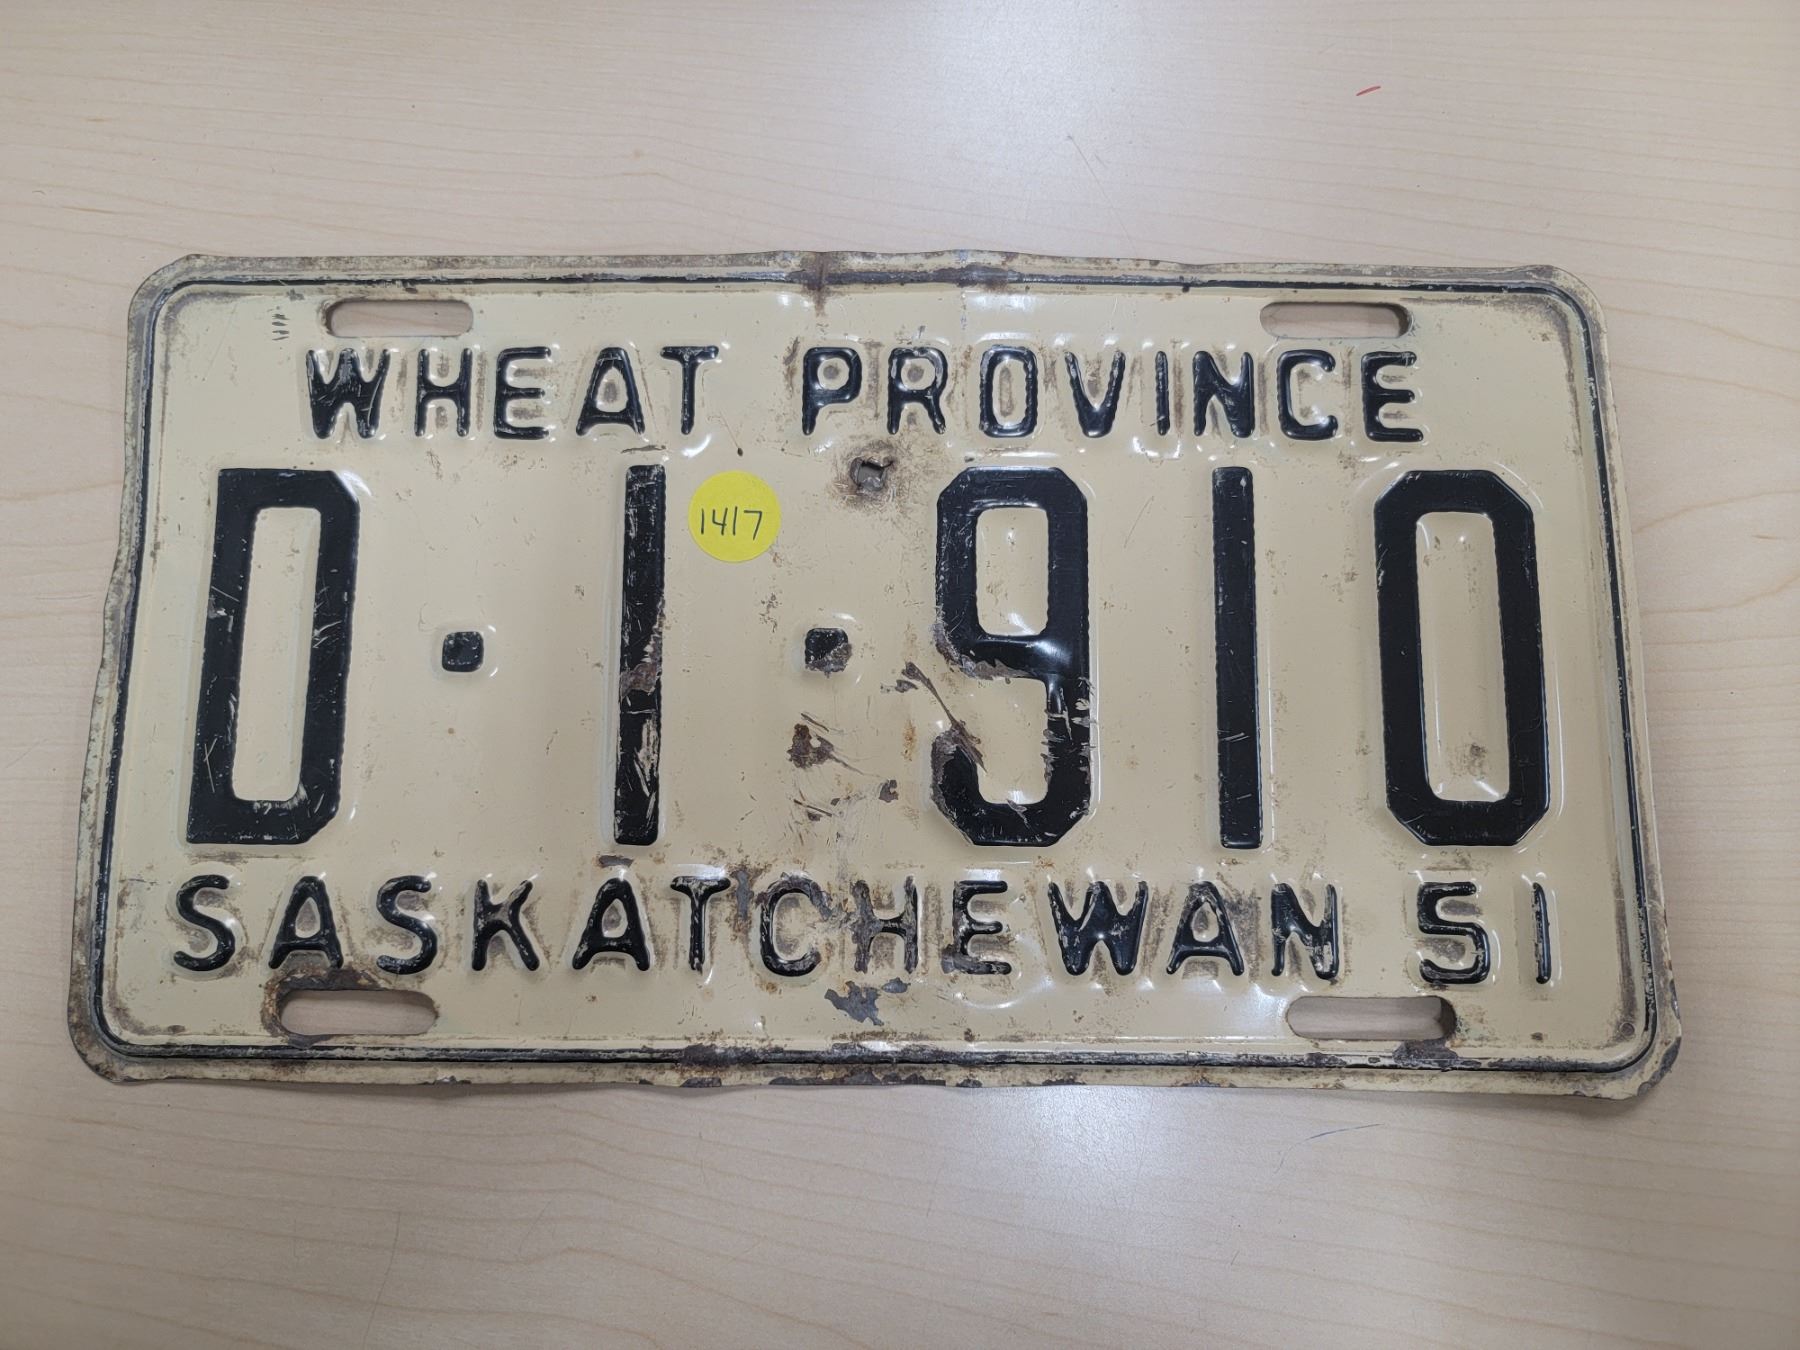 WHEAT PROVINCE
D·1·910
1417
SASKATCHEWAN 51